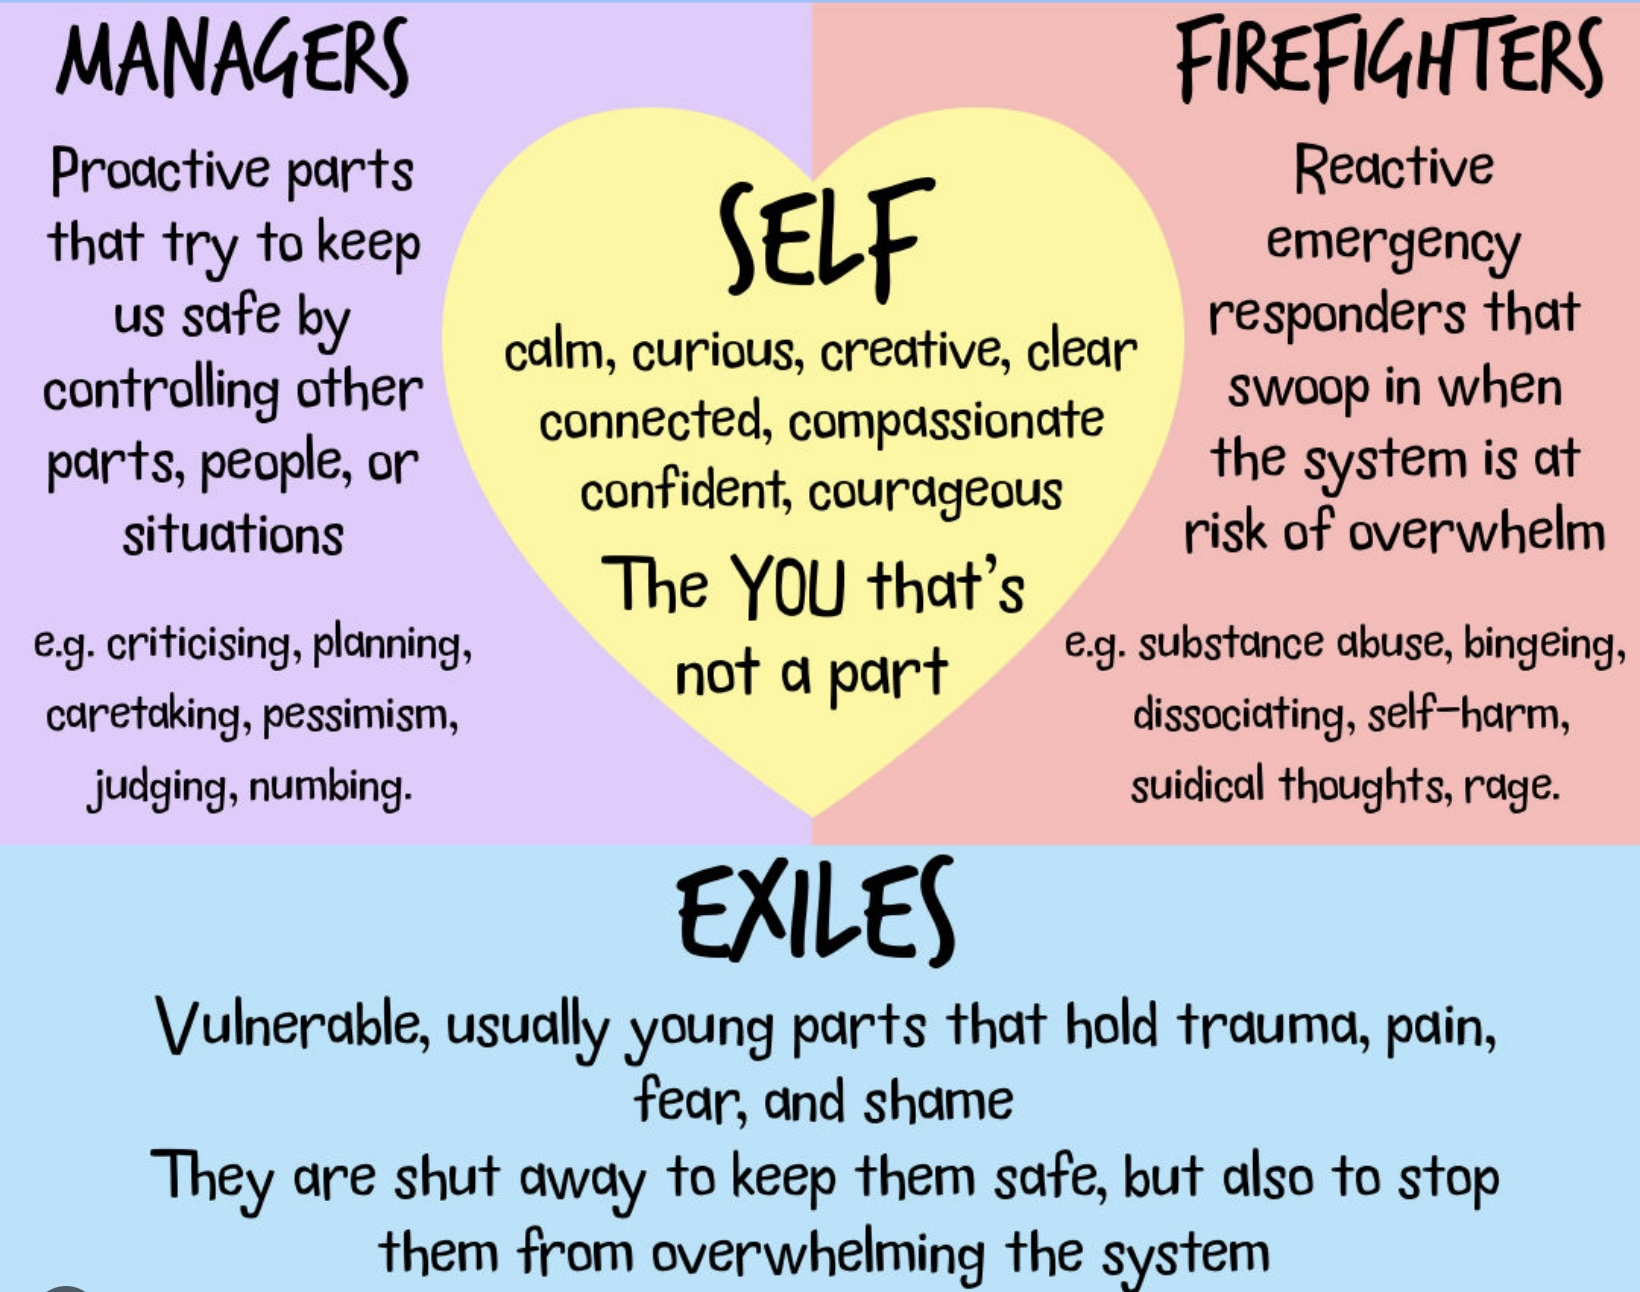 MANAGERS
Proactive parts
that try to keep
us safe by
controlling other
parts, people, or
situations
e.g. criticising, planning,
caretaking, pessimism,
judging, numbing.
SELF
calm, curious, creative, clear
connected, compassionate
confident, courageous
The YOU that's
not a part
FIREFIGHTERS
Reactive
emergency
responders that
swoop in when
the system is at
risk of overwhelm
e.g. substance abuse, bingeing,
dissociating, self-harm,
suidical thoughts, rage.
EXILES
Vulnerable, usually young parts that hold trauma, pain,
fear, and shame
They are shut away to keep them safe, but also to stop
them from overwhelming the system